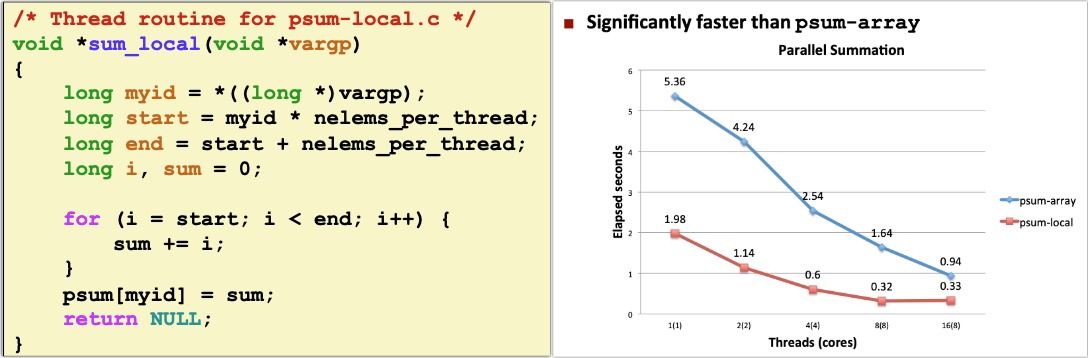 /* Thread routine for psum-local.c */
void *sum_local(void *vargp)
{
    long myid = *((long *)vargp);
    long start = myid * nelems_per_thread;
    long end = start + nelems_per_thread;
    long i, sum = 0;
    for (i = start; i < end; i++) {
        sum += i;
    }
    psum[myid] = sum;
    return NULL;
}
Significantly faster than psum-array
Parallel Summation
Elapsed seconds
6
5
4
3
2
1
0
5.36
4.24
2.54
1.64
0.94
1.98
1.14
0.6
0.32
0.33
psum-array
psum-local
1(1) 2(2) 4(4) 8(8) 16(8)
Threads (cores)